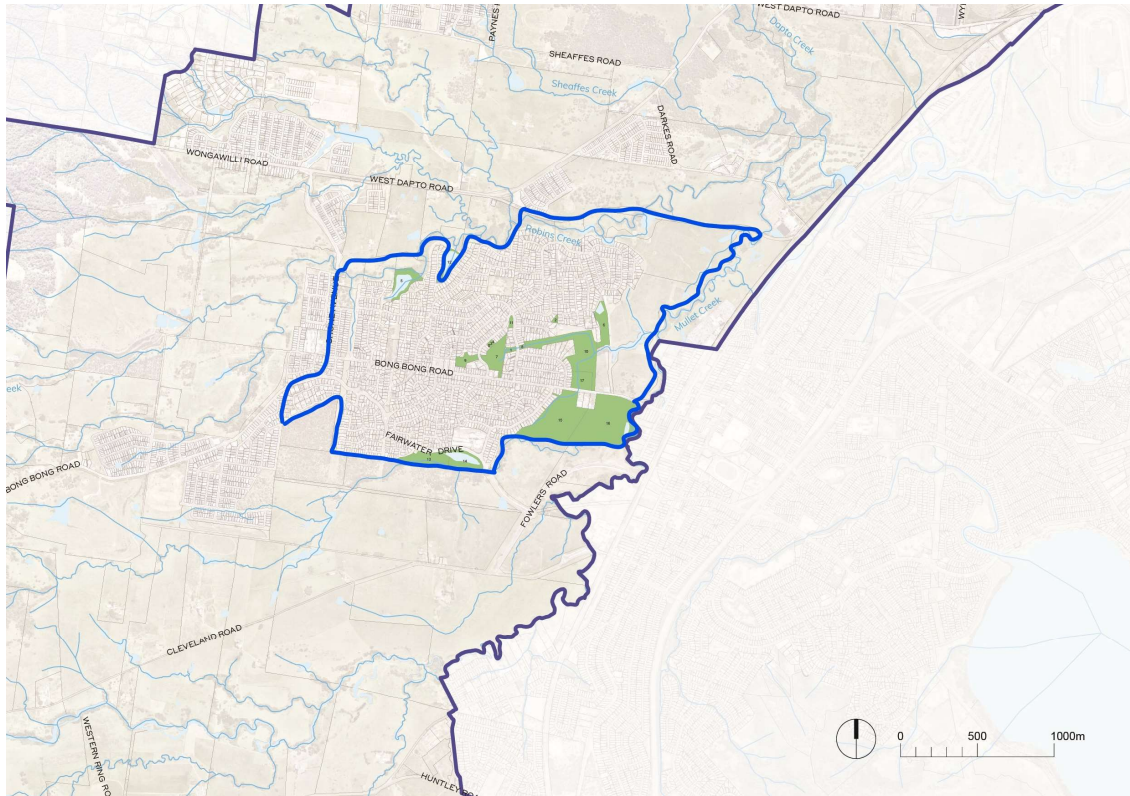 WEST DAPTO ROAD
Dapto Creek
SHEAFFES ROAD
Sheaffes Creek
DARKES ROAD
WONGAWILLI ROAD
WEST DAPTO ROAD
Robins Creek
Mullet Creek
BONG BONG ROAD
FAIRWATER DRIVE
BONG BONG ROAD
FOWLERS ROAD
CLEVELAND ROAD
WESTERN RING RO
HUNTLEY
0 500 1000m